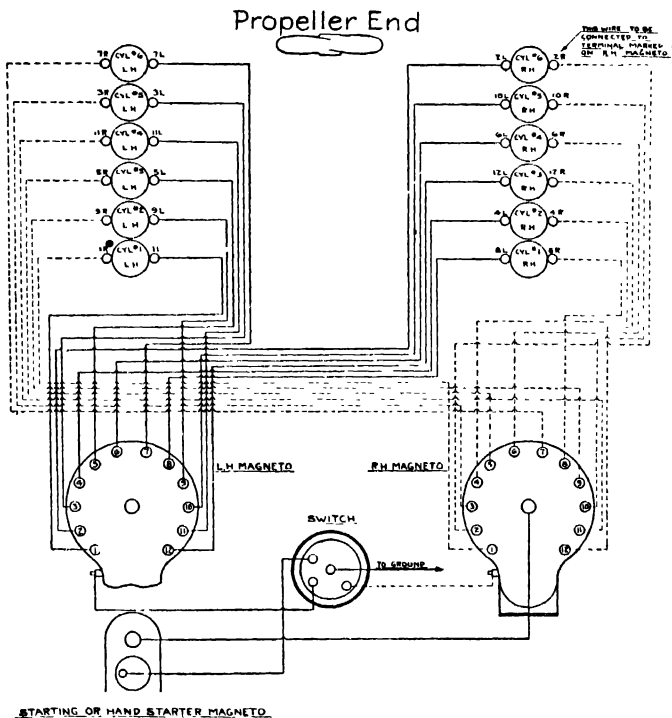 Propeller End
THIS WIRE TO BE
CONNECTED TO
TERMINAL MARKED
ON R.H MAGNETO
7R CYL #6 LH 7L
3R CYL #5 LH 3L
11R CYL #4 LH 11L
5R CYL #3 LH 5L
9R CYL #2 LH 9L
1R CYL #1 LH 1L
2L CYL #6 RH 2R
10L CYL #5 RH 10R
6L CYL #4 RH 6R
12L CYL #3 RH 12R
4L CYL #2 RH 4R
8L CYL #1 RH 8R
1 2 3 4 5 6 7 8 9 10 11 12
L.H MAGNETO
R.H MAGNETO
1 2 3 4 5 6 7 8 9 10 11 12
SWITCH
TO GROUND
STARTING OR HAND STARTER MAGNETO